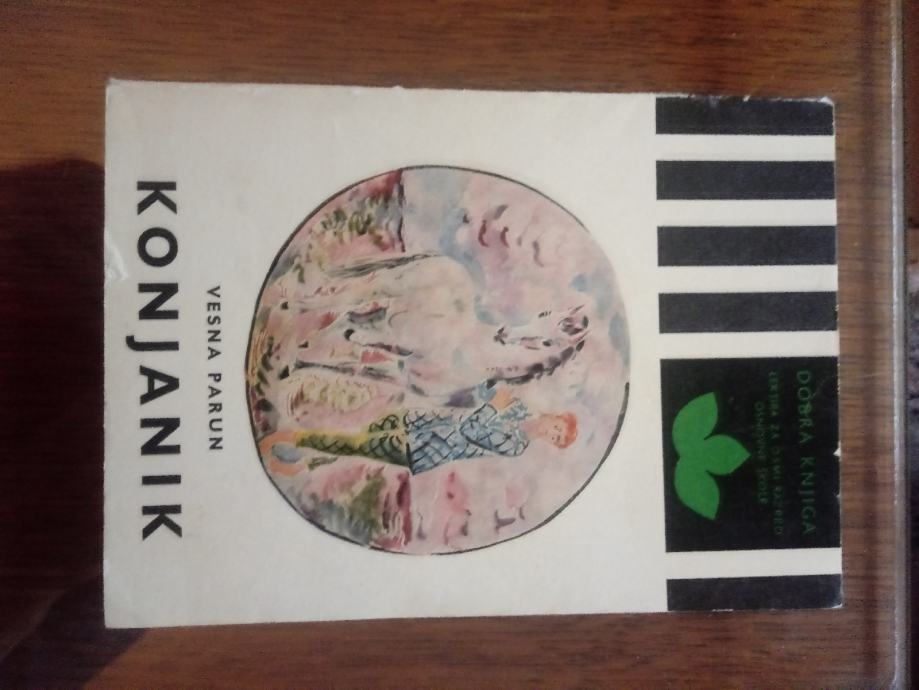 DOBRA KNJIGA
LEKTIRA ZA OSMI RAZRED
OSNOVNE ŠKOLE
VESNA PARUN
KONJANIK